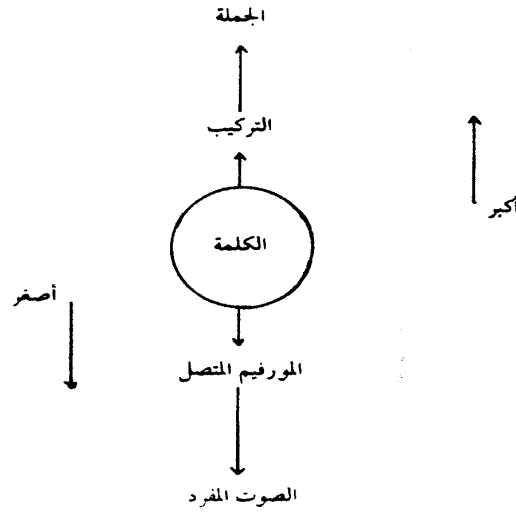 الجملة
التركيب
أكبر
الكلمة
أصغر
المورفيم المتصل
الصوت المفرد